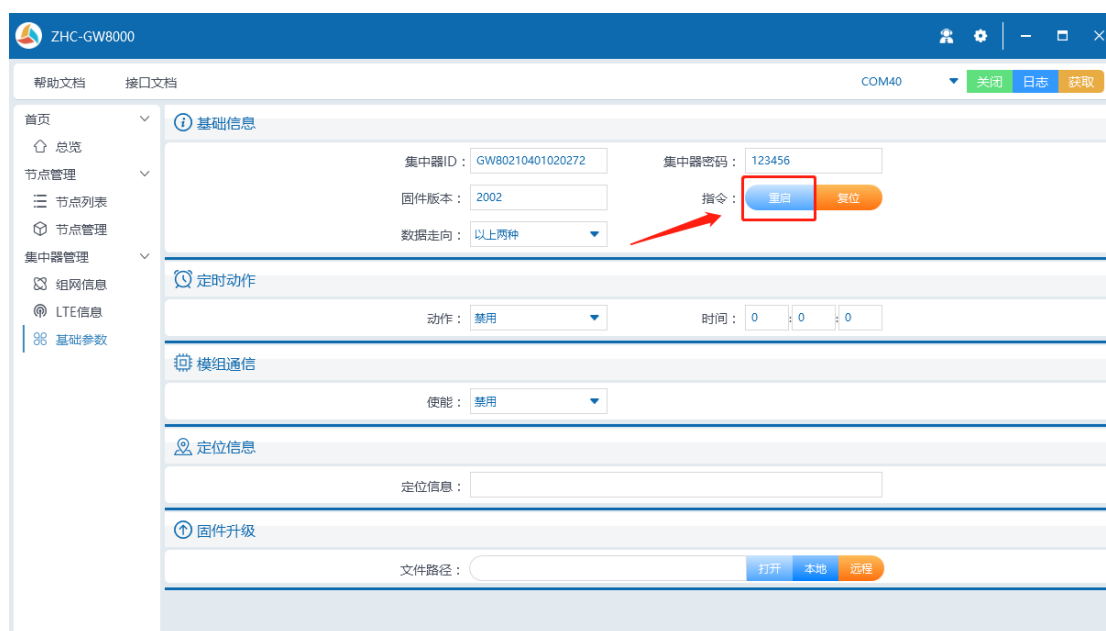 ZHC-GW8000
帮助文档 接口文档 COM40 关闭 日志 获取
首页
总览
节点管理
节点列表
节点管理
集中器管理
组网信息
LTE信息
基础参数
基础信息
集中器ID： GW80210401020272 集中器密码： 123456
固件版本： 2002 指令： 重启 复位
数据走向： 以上两种
定时动作
动作： 禁用 时间： 0 : 0 : 0
模组通信
使能： 禁用
定位信息
定位信息：
固件升级
文件路径： 打开 本地 远程